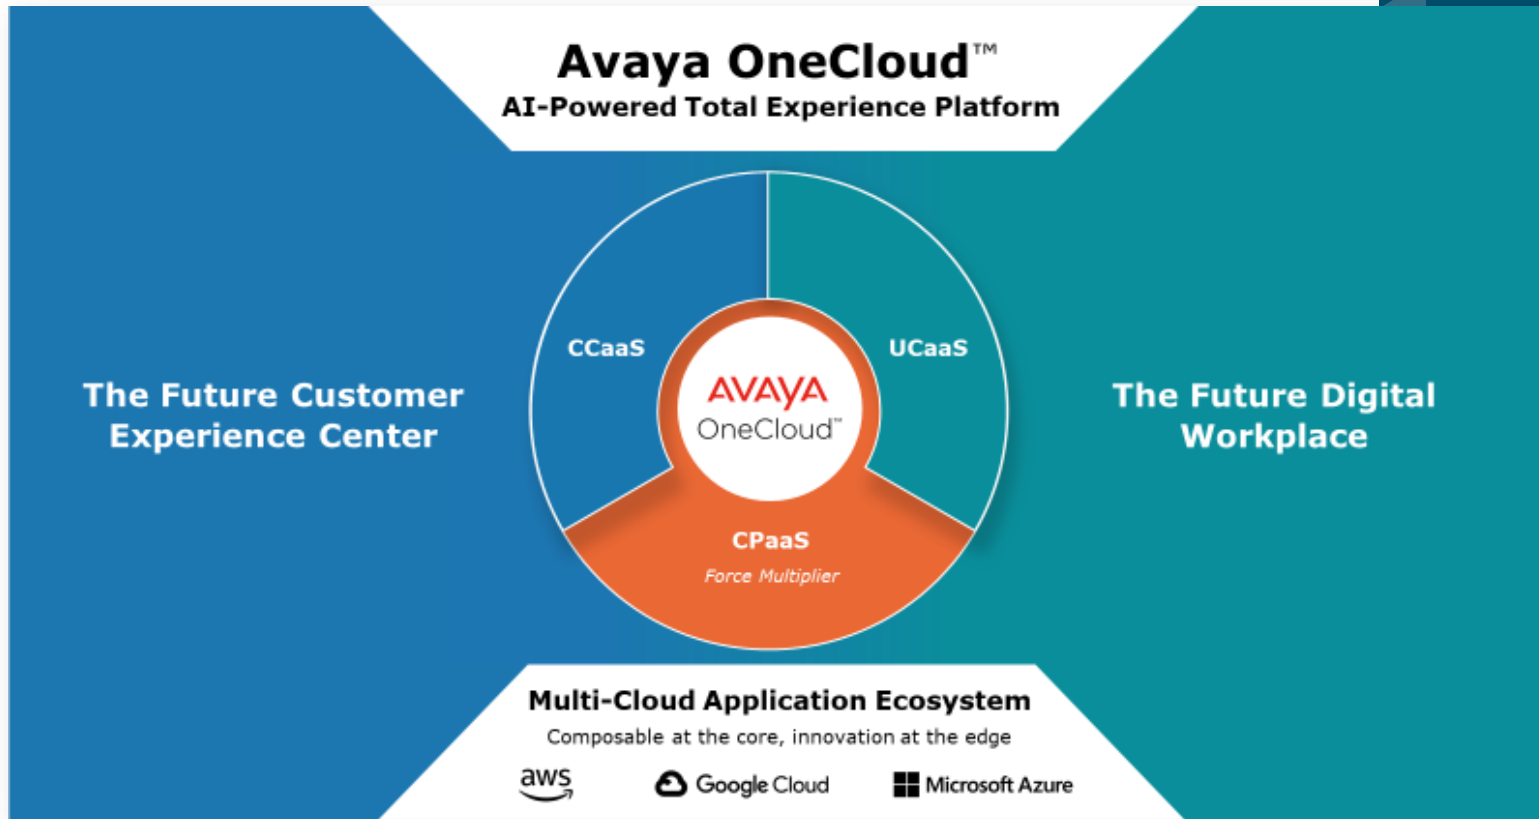 Avaya OneCloud™
AI-Powered Total Experience Platform
CCaaS
UCaaS
AVAYA
OneCloud™
The Future Customer
Experience Center
The Future Digital
Workplace
CPaaS
Force Multiplier
Multi-Cloud Application Ecosystem
Composable at the core, innovation at the edge
aws
Google Cloud
Microsoft Azure